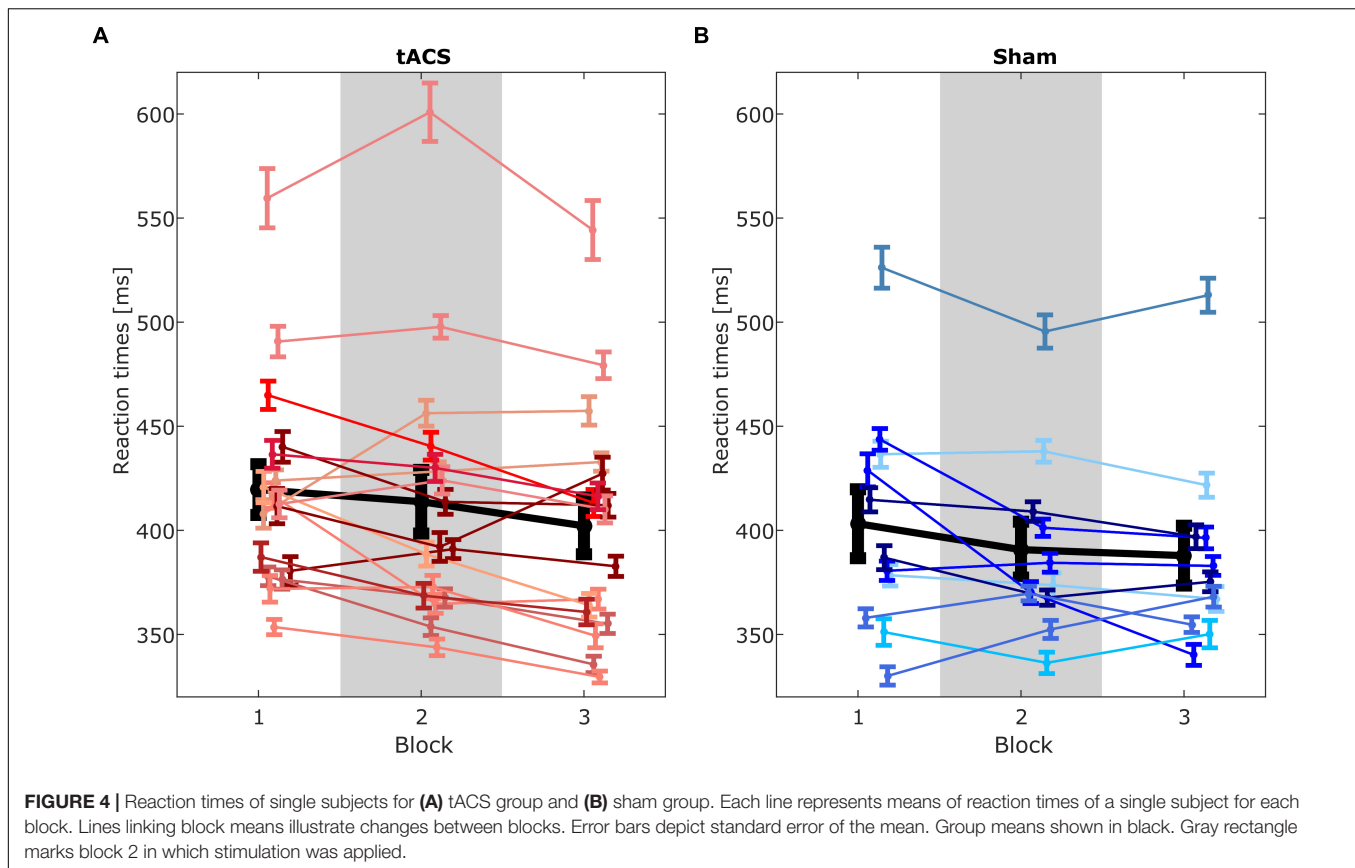 A
tACS
600
550
500
450
400
350
Reaction times [ms]
1
2
3
Block
B
Sham
600
550
500
450
400
350
Reaction times [ms]
1
2
3
Block
FIGURE 4 | Reaction times of single subjects for (A) tACS group and (B) sham group. Each line represents means of reaction times of a single subject for each
block. Lines linking block means illustrate changes between blocks. Error bars depict standard error of the mean. Group means shown in black. Gray rectangle
marks block 2 in which stimulation was applied.